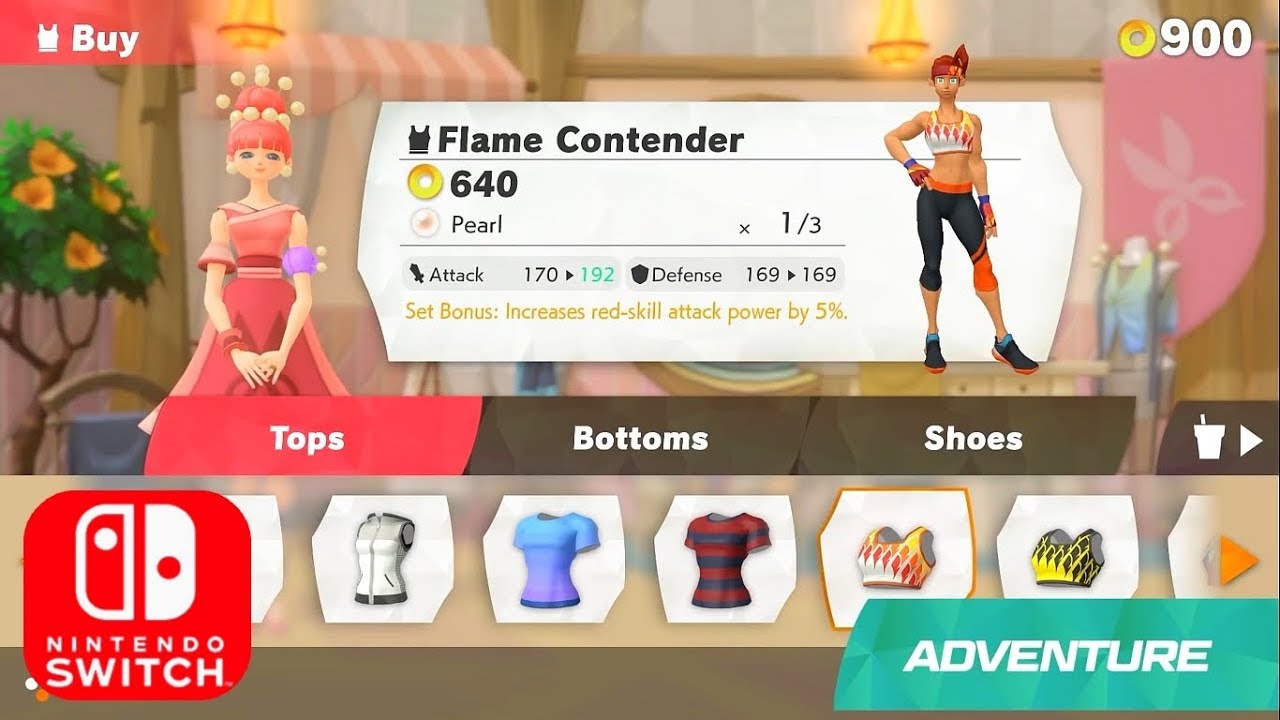 Buy
900
Flame Contender
640
Pearl × 1/3
Attack 170 ▸ 192 Defense 169 ▸ 169
Set Bonus: Increases red-skill attack power by 5%.
Tops Bottoms Shoes
NINTENDO
SWITCH™
ADVENTURE